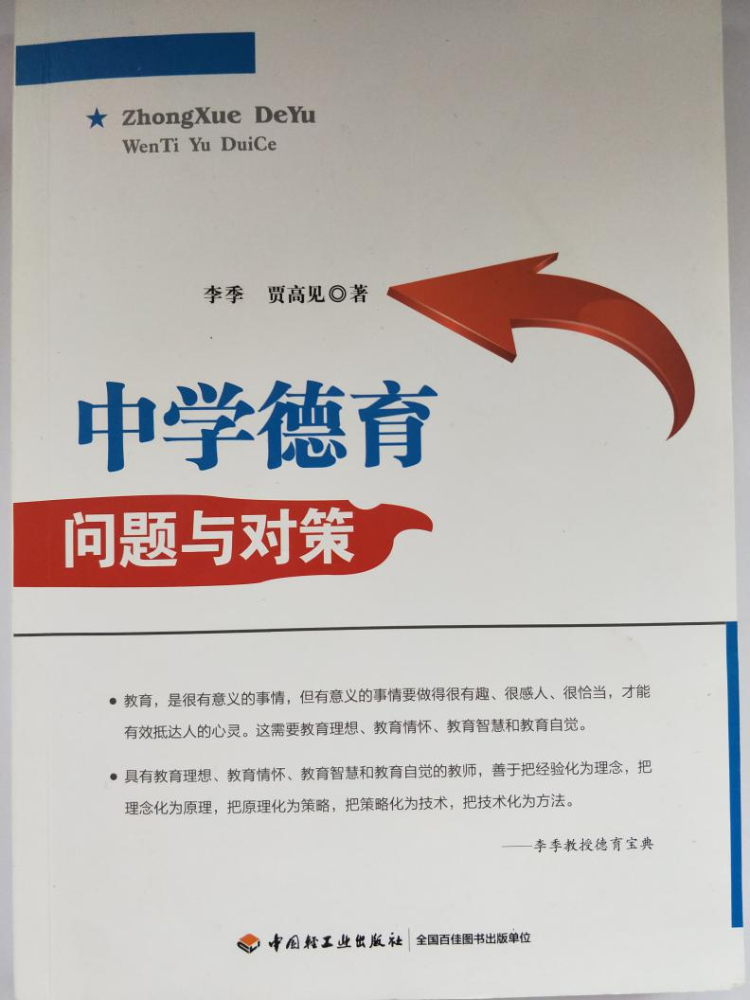 ZhongXue DeYu
WenTi Yu DuiCe
李季 贾高见◎著
中学德育
问题与对策
● 教育，是很有意义的事情，但有意义的事情要做得很有趣、很感人、很恰当，才能
有效抵达人的心灵。这需要教育理想、教育情怀、教育智慧和教育自觉。
● 具有教育理想、教育情怀、教育智慧和教育自觉的教师，善于把经验化为理念，把
理念化为原理，把原理化为策略，把策略化为技术，把技术化为方法。
——李季教授德育宝典
中国轻工业出版社 | 全国百佳图书出版单位